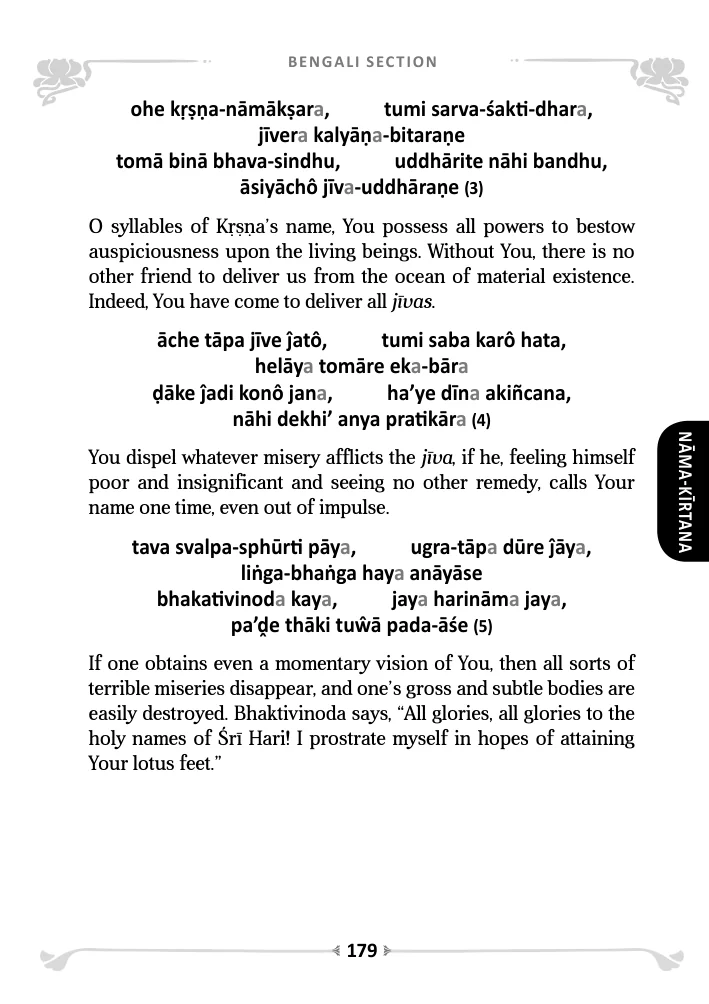 BENGALI SECTION
ohe kṛṣṇa-nāmākṣara, tumi sarva-śakti-dhara,
jīvera kalyāṇa-bitaraṇe
tomā binā bhava-sindhu, uddhārite nāhi bandhu,
āsiyāchô jīva-uddhāraṇe (3)
O syllables of Kṛṣṇa’s name, You possess all powers to bestow
auspiciousness upon the living beings. Without You, there is no
other friend to deliver us from the ocean of material existence.
Indeed, You have come to deliver all jīvas.
āche tāpa jīve ĵatô, tumi saba karô hata,
helāya tomāre eka-bāra
ḍāke ĵadi konô jana, ha’ye dīna akiñcana,
nāhi dekhi’ anya pratikāra (4)
You dispel whatever misery afflicts the jīva, if he, feeling himself
poor and insignificant and seeing no other remedy, calls Your
name one time, even out of impulse.
tava svalpa-sphūrti pāya, ugra-tāpa dūre ĵāya,
liṅga-bhaṅga haya anāyāse
bhakativinoda kaya, jaya harināma jaya,
pa’ḓe thāki tuŵā pada-āśe (5)
If one obtains even a momentary vision of You, then all sorts of
terrible miseries disappear, and one’s gross and subtle bodies are
easily destroyed. Bhaktivinoda says, “All glories, all glories to the
holy names of Śrī Hari! I prostrate myself in hopes of attaining
Your lotus feet.”
NĀMA-KĪRTANA
179